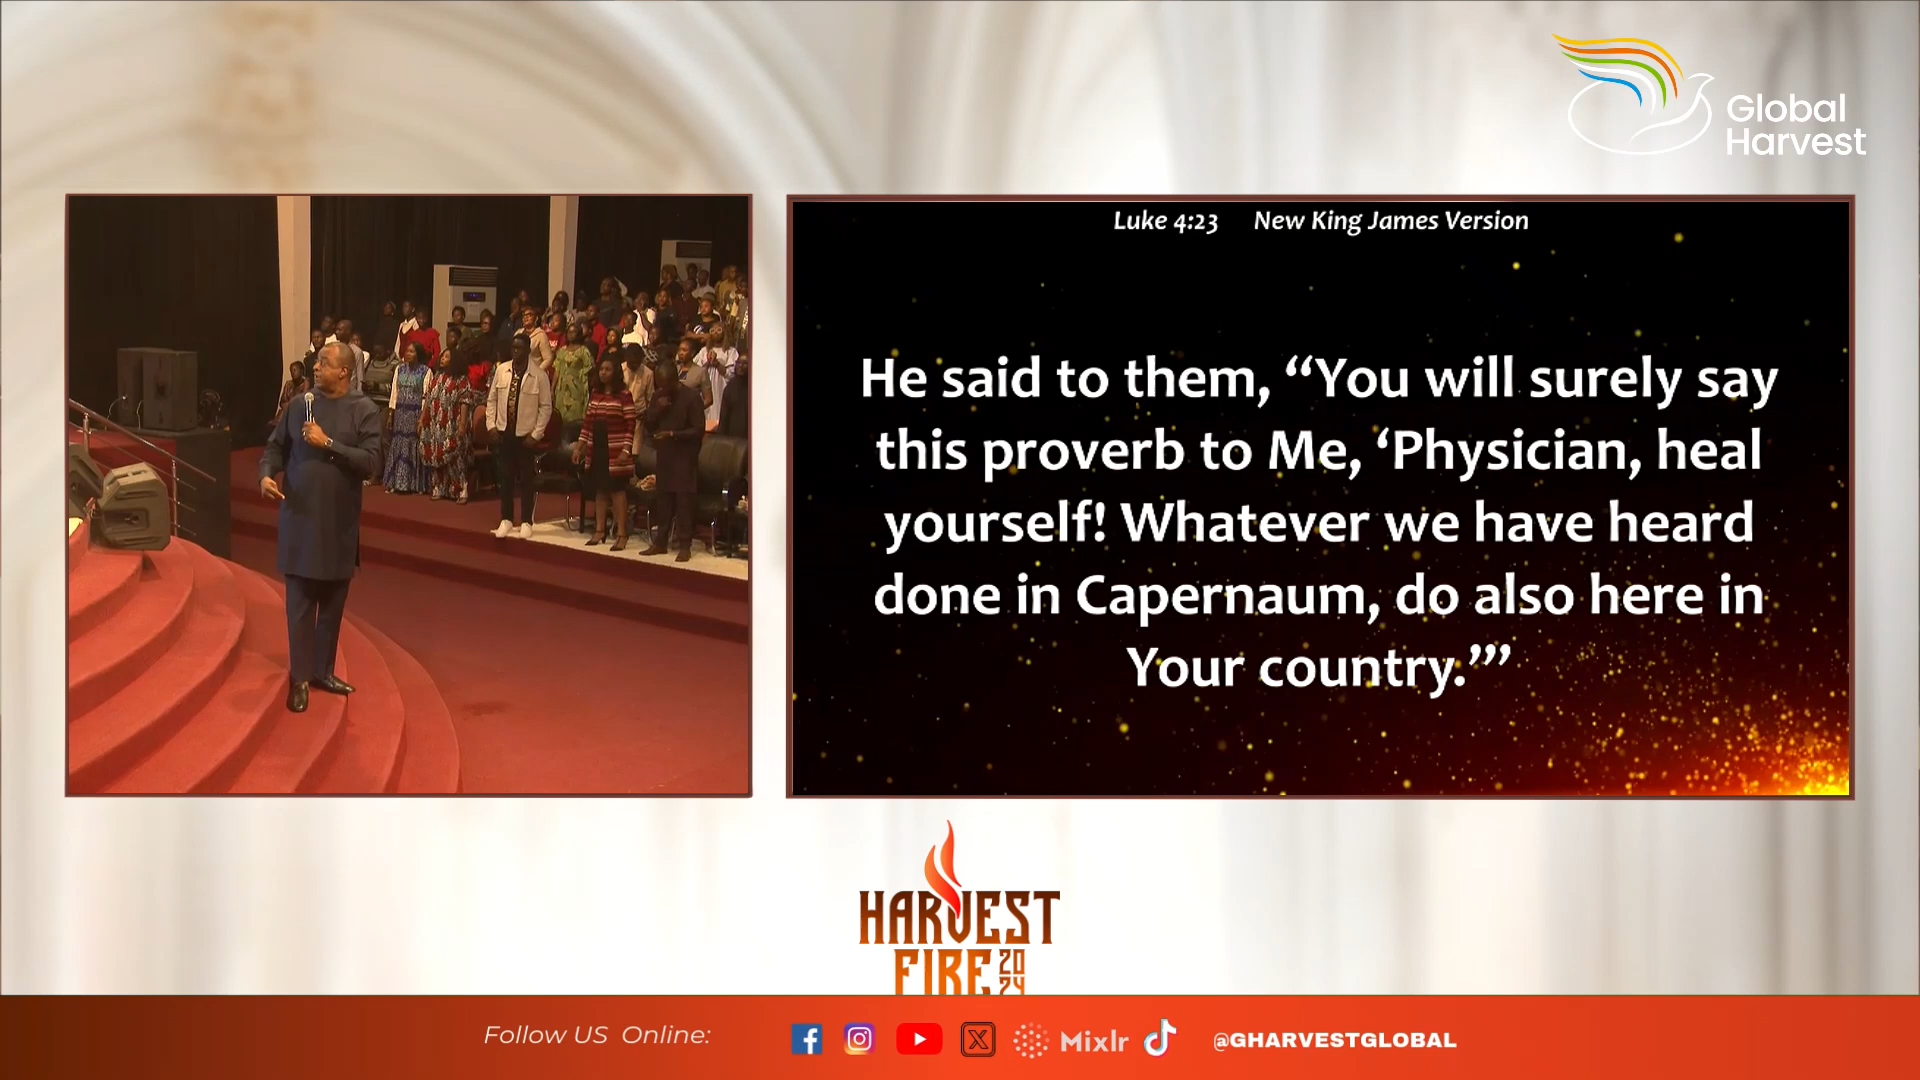 Global
Harvest
Luke 4:23 New King James Version
He said to them, “You will surely say
this proverb to Me, ‘Physician, heal
yourself! Whatever we have heard
done in Capernaum, do also here in
Your country.’”’
HARVEST
FIRE 20
24
Follow US Online:
Mixlr
@GHARVESTGLOBAL